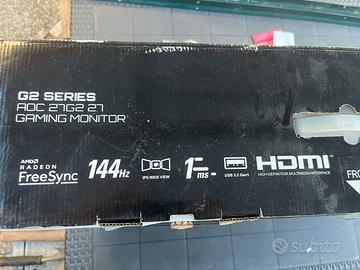 G2 SERIES
AOC 27G2 27
GAMING MONITOR
AMD
RADEON
FreeSync
144Hz
IPS WIDE VIEW
1ms
USB 3.2 Gen1
HDMI
HIGH DEFINITION MULTIMEDIA INTERFACE
FRO
subito